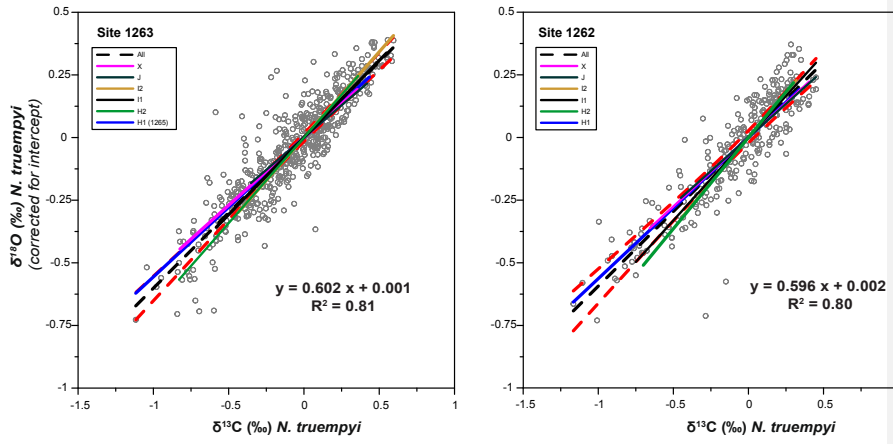 Site 1263
All
X
J
I2
I1
H2
H1 (1265)
y = 0.602 x + 0.001
R² = 0.81
0.5
0.25
0
-0.25
-0.5
-0.75
-1
-1.5
-1
-0.5
0
0.5
1
δ¹⁸O (‰) N. truempyi
(corrected for intercept)
δ¹³C (‰) N. truempyi
Site 1262
All
X
J
I2
I1
H2
H1
y = 0.596 x + 0.002
R² = 0.80
0.5
0.25
0
-0.25
-0.5
-0.75
-1
-1.5
-1
-0.5
0
0.5
1
δ¹³C (‰) N. truempyi